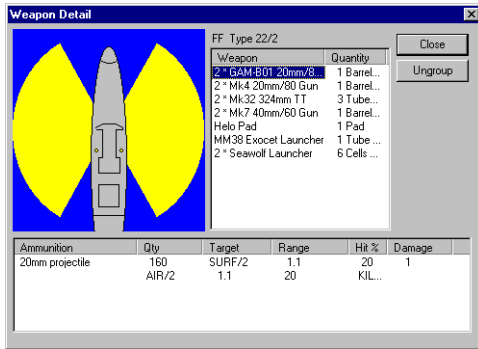 Weapon Detail
FF Type 22/2
Close
Ungroup
Weapon Quantity
2 * GAM-B01 20mm/8... 1 Barrel...
2 * Mk4 20mm/80 Gun 1 Barrel...
2 * Mk32 324mm TT 3 Tube...
2 * Mk7 40mm/60 Gun 1 Barrel...
Helo Pad 1 Pad
MM38 Exocet Launcher 1 Tube ...
2 * Seawolf Launcher 6 Cells ...
Ammunition Qty Target Range Hit % Damage
20mm projectile 160 SURF/2 1.1 20 1
AIR/2 1.1 20 KIL...